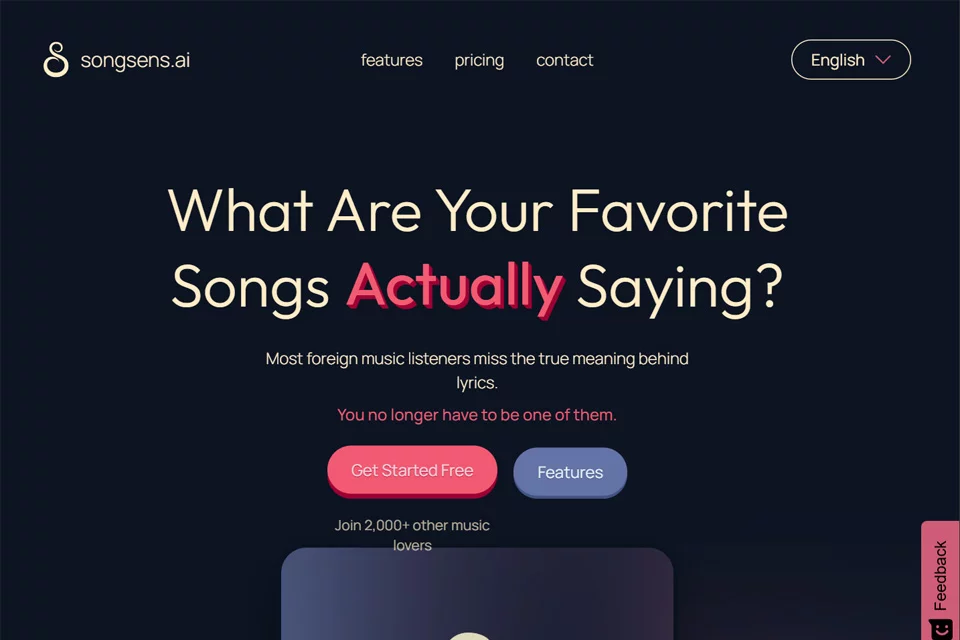 songsens.ai
features
pricing
contact
English
What Are Your Favorite
Songs Actually Saying?
Most foreign music listeners miss the true meaning behind
lyrics.
You no longer have to be one of them.
Get Started Free
Features
Join 2,000+ other music
lovers
Feedback